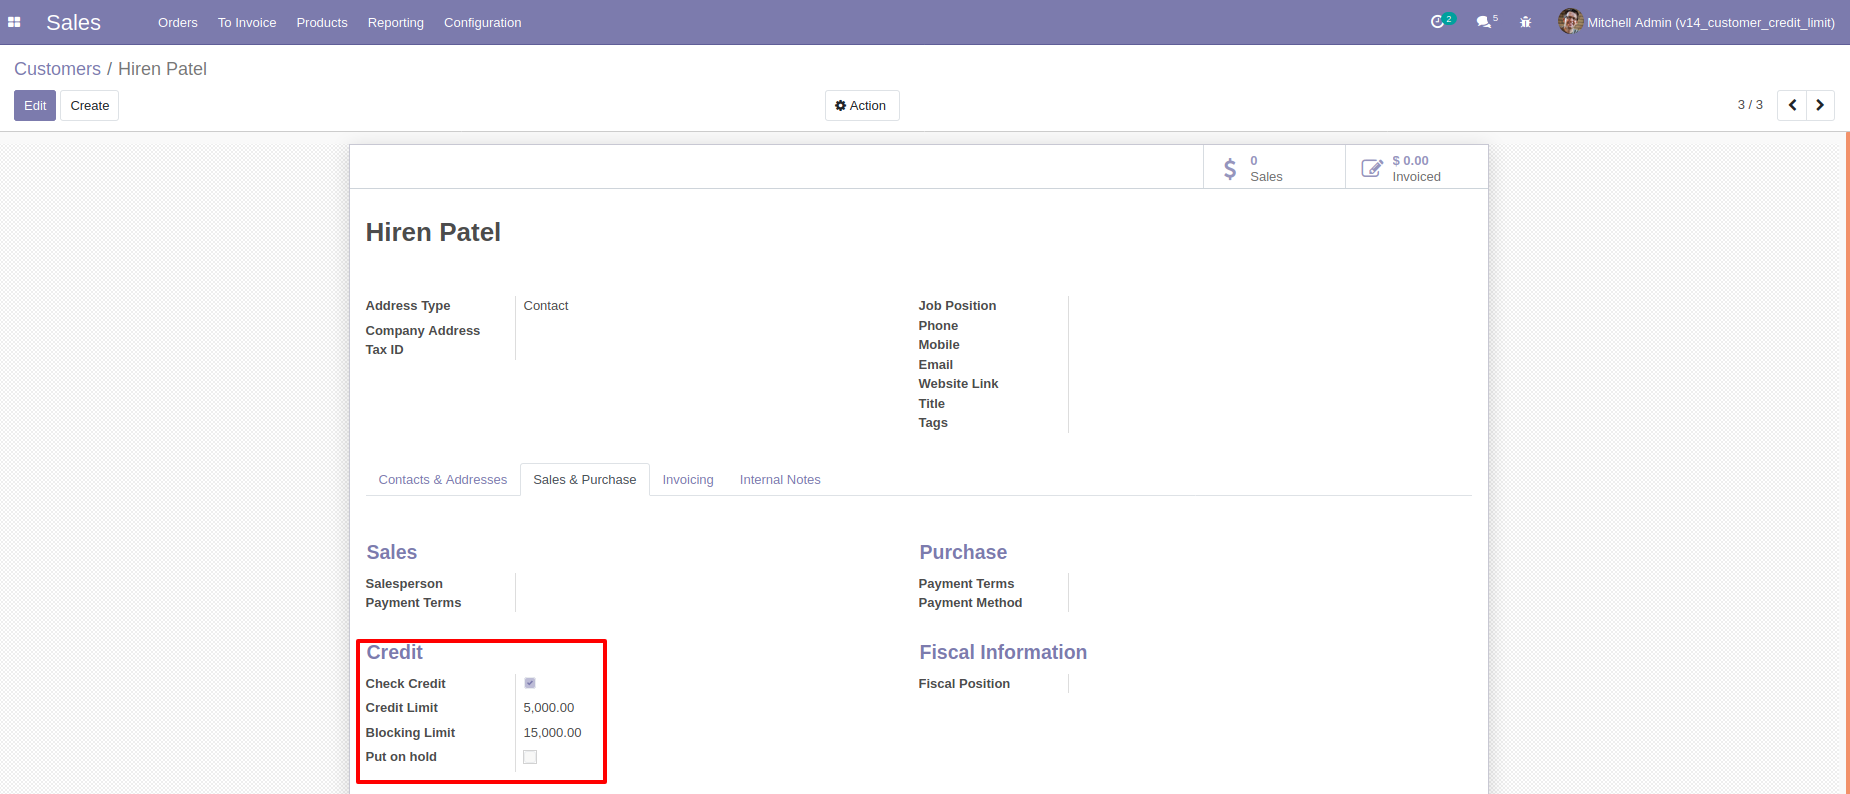 Sales Orders To Invoice Products Reporting Configuration 2 5 Mitchell Admin (v14_customer_credit_limit)
Customers / Hiren Patel
Edit Create Action 3 / 3
0
Sales
$ 0.00
Invoiced
Hiren Patel
Address Type Contact
Company Address
Tax ID
Job Position
Phone
Mobile
Email
Website Link
Title
Tags
Contacts & Addresses Sales & Purchase Invoicing Internal Notes
Sales
Salesperson
Payment Terms
Purchase
Payment Terms
Payment Method
Credit
Check Credit
Credit Limit 5,000.00
Blocking Limit 15,000.00
Put on hold
Fiscal Information
Fiscal Position